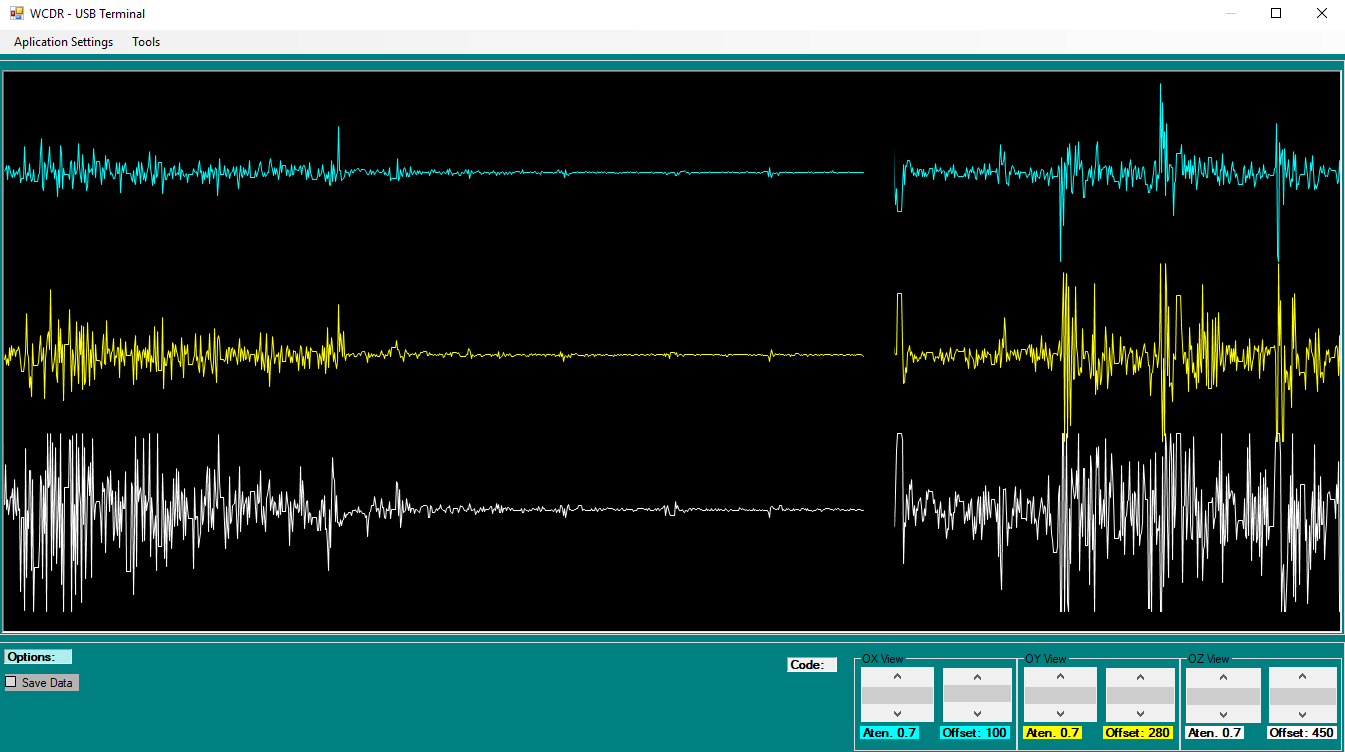 WCDR - USB Terminal
Aplication Settings Tools
Options:
Save Data
Code:
OX View OY View OZ View
Aten. 0.7 Offset: 100 Aten. 0.7 Offset: 280 Aten. 0.7 Offset: 450